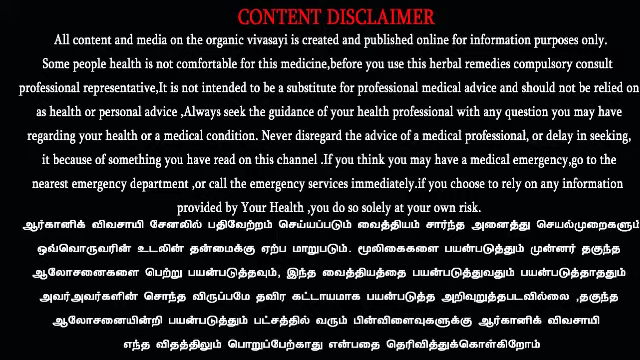 CONTENT DISCLAIMER
All content and media on the organic vivasayi is created and published online for information purposes only.
Some people health is not comfortable for this medicine,before you use this herbal remedies compulsory consult
professional representative,It is not intended to be a substitute for professional medical advice and should not be relied on
as health or personal advice ,Always seek the guidance of your health professional with any question you may have
regarding your health or a medical condition. Never disregard the advice of a medical professional, or delay in seeking,
it because of something you have read on this channel .If you think you may have a medical emergency,go to the
nearest emergency department ,or call the emergency services immediately.if you choose to rely on any information
provided by Your Health ,you do so solely at your own risk.
ஆர்கானிக் விவசாயி சேனலில் பதிவேற்றம் செய்யப்படும் வைத்தியம் சார்ந்த அனைத்து செயல்முறைகளும்
ஒவ்வொருவரின் உடலின் தன்மைக்கு ஏற்ப மாறுபடும். மூலிகைகளை பயன்படுத்தும் முன்னர் தகுந்த
ஆலோசனைகளை பெற்று பயன்படுத்தவும், இந்த வைத்தியத்தை பயன்படுத்துவதும் பயன்படுத்தாததும்
அவர்அவர்களின் சொந்த விருப்பமே தவிர கட்டாயமாக பயன்படுத்த அறிவுறுத்தபடவில்லை ,தகுந்த
ஆலோசனையின்றி பயன்படுத்தும் பட்சத்தில் வரும் பின்விளைவுகளுக்கு ஆர்கானிக் விவசாயி
எந்த விதத்திலும் பொறுப்பேற்காது என்பதை தெரிவித்துக்கொள்கிறோம்